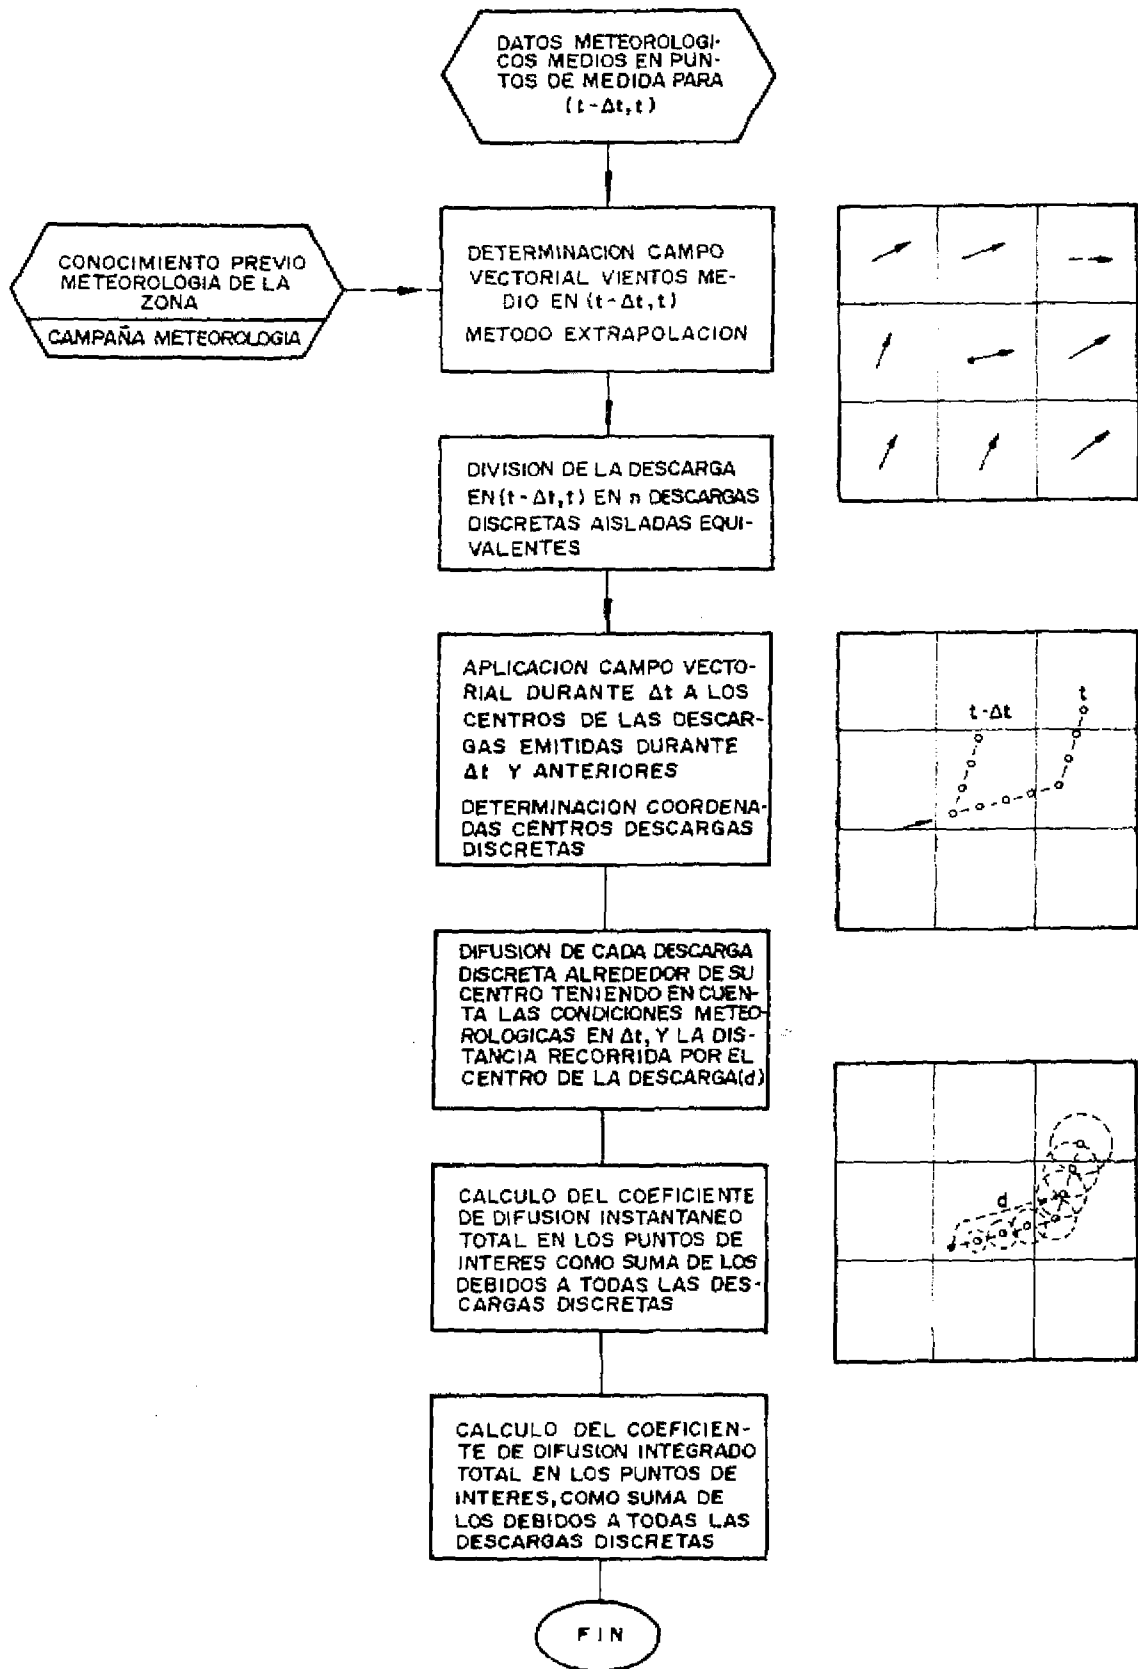 DATOS METEOROLOGI-
COS MEDIOS EN PUN-
TOS DE MEDIDA PARA
(t-Δt,t)
CONOCIMIENTO PREVIO
METEOROLOGIA DE LA
ZONA
CAMPAÑA METEOROLOGIA
DETERMINACION CAMPO
VECTORIAL VIENTOS ME-
DIO EN (t-Δt,t)
METODO EXTRAPOLACION
DIVISION DE LA DESCARGA
EN (t-Δt,t) EN n DESCARGAS
DISCRETAS AISLADAS EQUI-
VALENTES
APLICACION CAMPO VECTO-
RIAL DURANTE Δt A LOS
CENTROS DE LAS DESCAR-
GAS EMITIDAS DURANTE
Δt Y ANTERIORES
DETERMINACION COORDENA-
DAS CENTROS DESCARGAS
DISCRETAS
t-Δt
t
DIFUSION DE CADA DESCARGA
DISCRETA ALREDEDOR DE SU
CENTRO TENIENDO EN CUEN-
TA LAS CONDICIONES METEO-
ROLOGICAS EN Δt, Y LA DIS-
TANCIA RECORRIDA POR EL
CENTRO DE LA DESCARGA(d)
d
CALCULO DEL COEFICIENTE
DE DIFUSION INSTANTANEO
TOTAL EN LOS PUNTOS DE
INTERES COMO SUMA DE LOS
DEBIDOS A TODAS LAS DES-
CARGAS DISCRETAS
CALCULO DEL COEFICIEN-
TE DE DIFUSION INTEGRADO
TOTAL EN LOS PUNTOS DE
INTERES, COMO SUMA DE
LOS DEBIDOS A TODAS LAS
DESCARGAS DISCRETAS
FIN